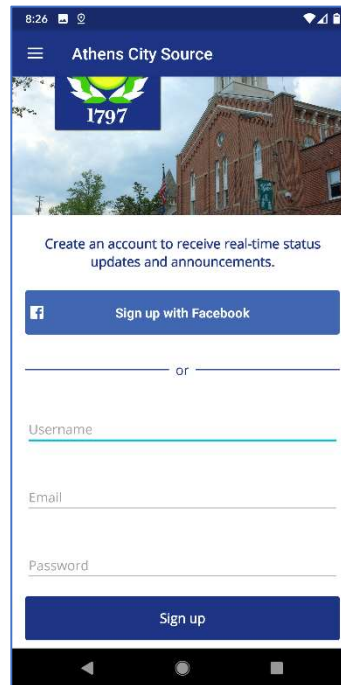 8:26
Athens City Source
1797
Create an account to receive real-time status
updates and announcements.
Sign up with Facebook
or
Username
Email
Password
Sign up